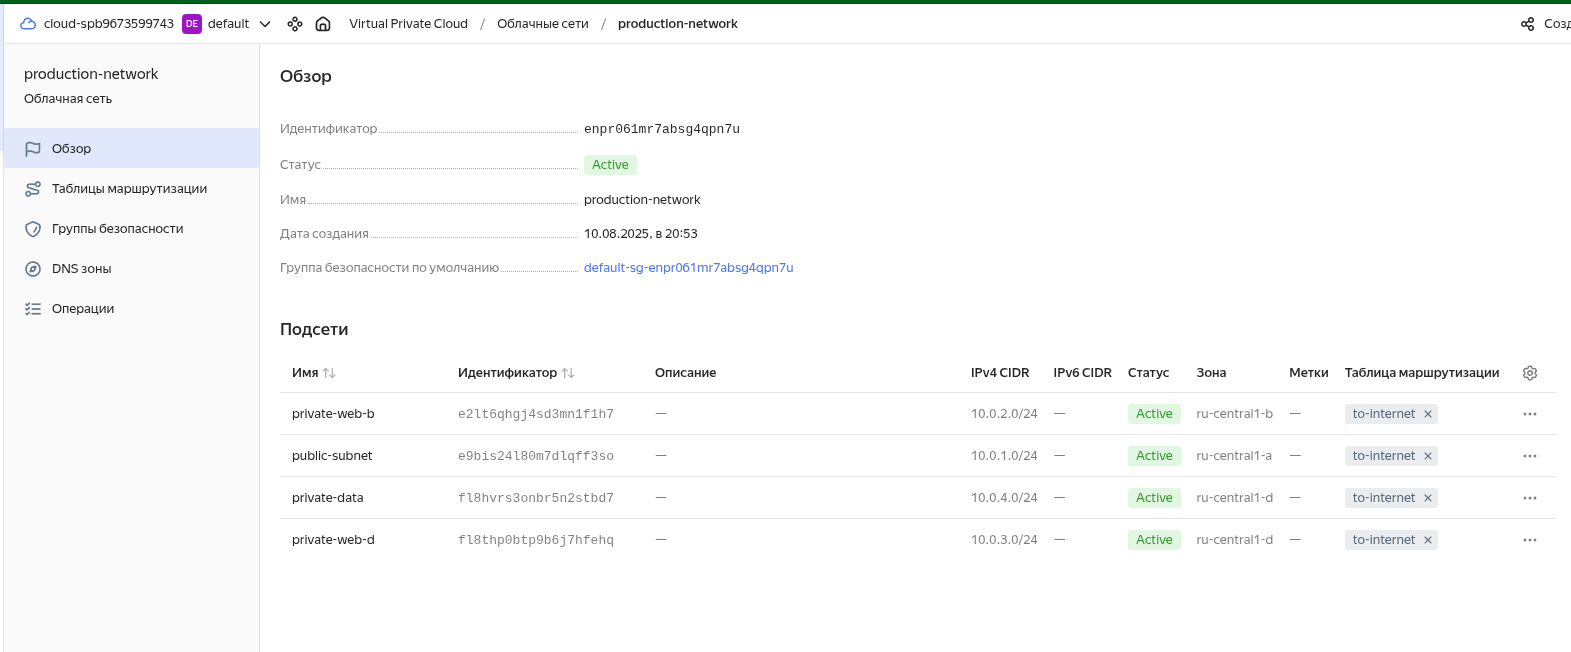 cloud-spb9673599743 DE default Virtual Private Cloud / Облачные сети / production-network
production-network
Облачная сеть
Обзор
Таблицы маршрутизации
Группы безопасности
DNS зоны
Операции
Обзор
Идентификатор enpr061mr7absg4qpn7u
Статус Active
Имя production-network
Дата создания 10.08.2025, в 20:53
Группа безопасности по умолчанию default-sg-enpr061mr7absg4qpn7u
Подсети
Имя Идентификатор Описание IPv4 CIDR IPv6 CIDR Статус Зона Метки Таблица маршрутизации
private-web-b e2lt6qhgj4sd3mn1f1h7 — 10.0.2.0/24 — Active ru-central1-b — to-internet ×
public-subnet e9bis24l80m7dlqff3so — 10.0.1.0/24 — Active ru-central1-a — to-internet ×
private-data fl8hvrs3onbr5n2stbd7 — 10.0.4.0/24 — Active ru-central1-d — to-internet ×
private-web-d fl8thp0btp9b6j7hfehq — 10.0.3.0/24 — Active ru-central1-d — to-internet ×